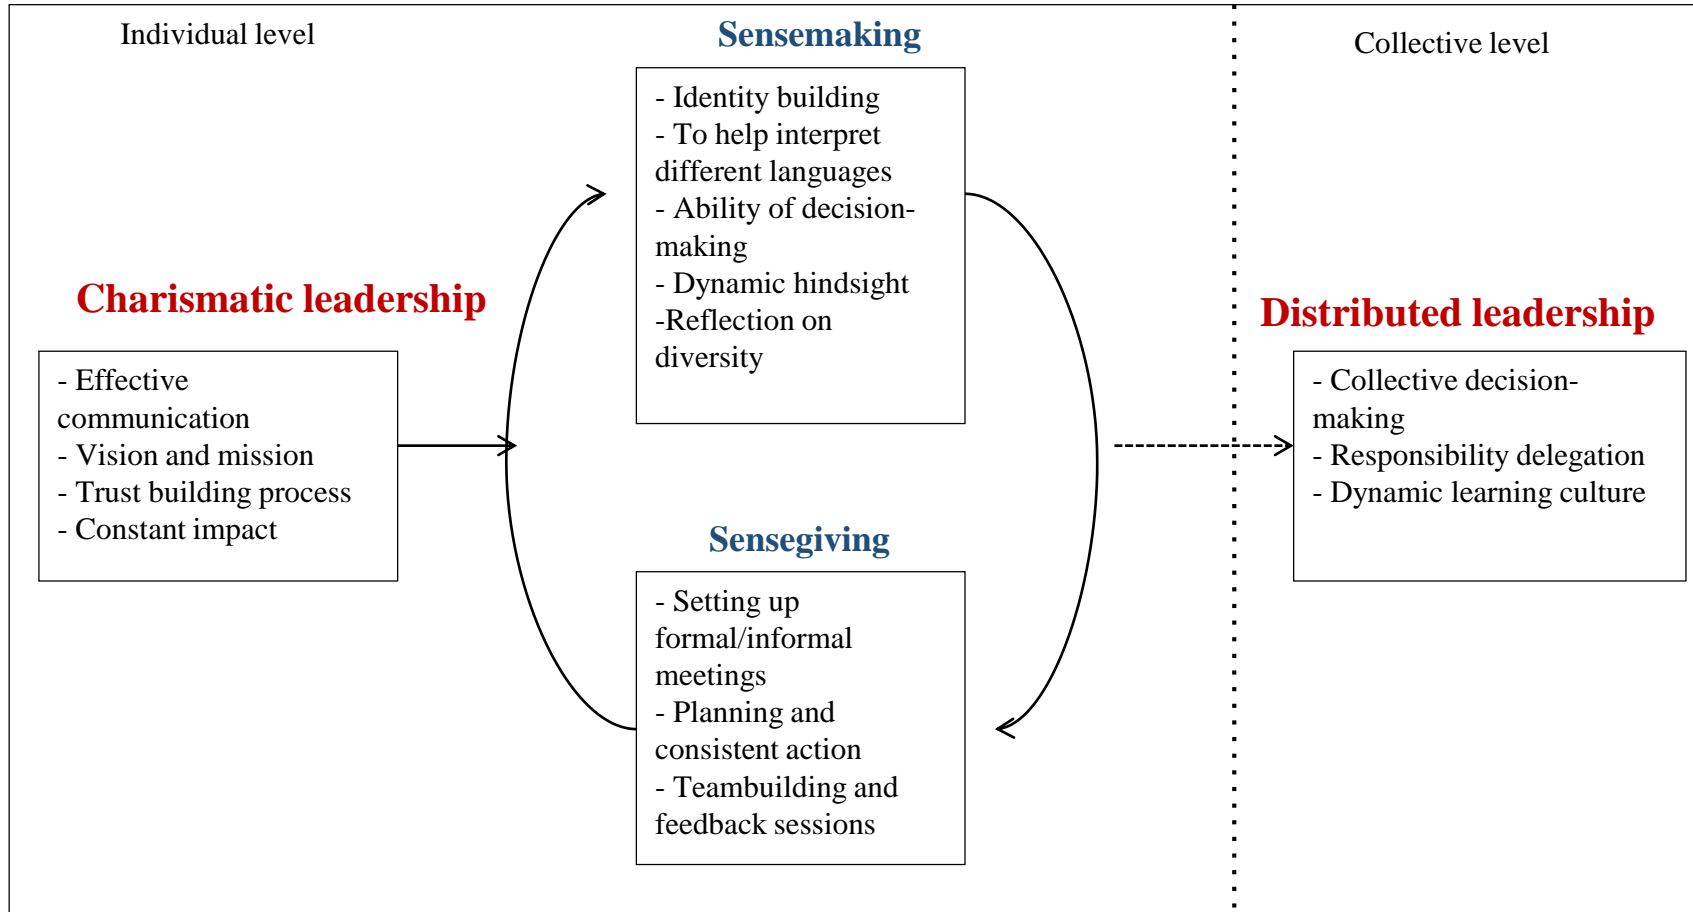 Individual level
Sensemaking
Collective level
- Identity building
- To help interpret
different languages
- Ability of decision-
making
- Dynamic hindsight
-Reflection on
diversity
Charismatic leadership
- Effective
communication
- Vision and mission
- Trust building process
- Constant impact
Distributed leadership
- Collective decision-
making
- Responsibility delegation
- Dynamic learning culture
Sensegiving
- Setting up
formal/informal
meetings
- Planning and
consistent action
- Teambuilding and
feedback sessions